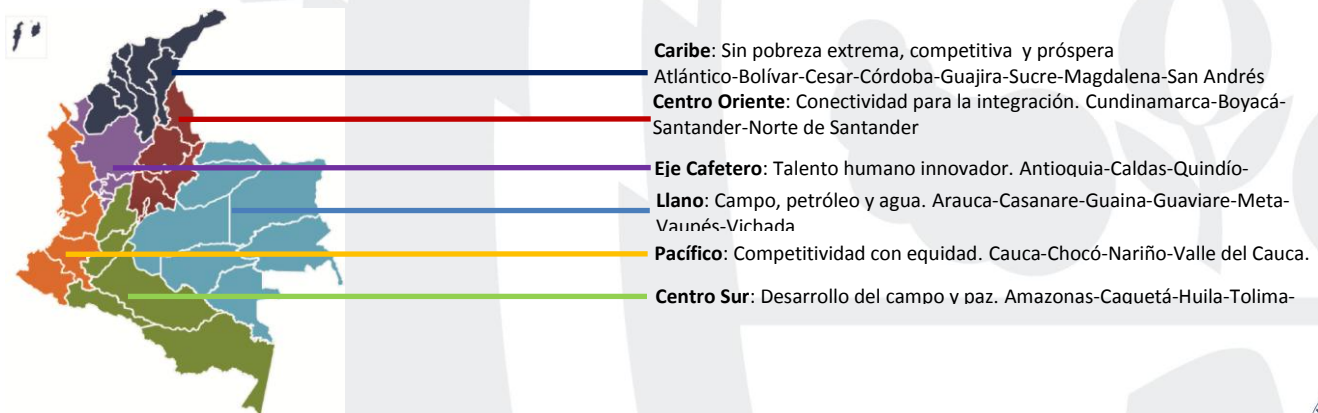 Caribe: Sin pobreza extrema, competitiva y próspera
Atlántico-Bolívar-Cesar-Córdoba-Guajira-Sucre-Magdalena-San Andrés
Centro Oriente: Conectividad para la integración. Cundinamarca-Boyacá-
Santander-Norte de Santander
Eje Cafetero: Talento humano innovador. Antioquia-Caldas-Quindío-
Llano: Campo, petróleo y agua. Arauca-Casanare-Guaina-Guaviare-Meta-
Vaupés-Vichada
Pacífico: Competitividad con equidad. Cauca-Chocó-Nariño-Valle del Cauca.
Centro Sur: Desarrollo del campo y paz. Amazonas-Caquetá-Huila-Tolima-